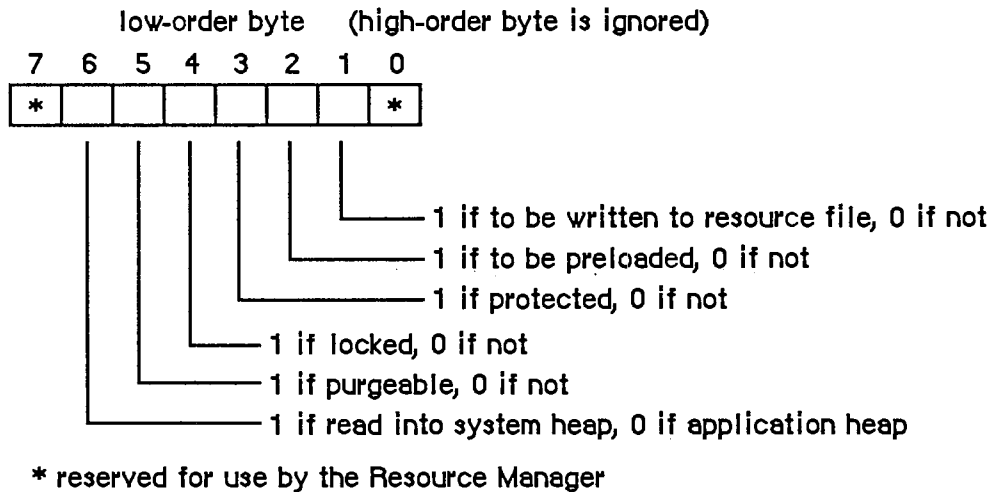 low-order byte (high-order byte is ignored)
7 6 5 4 3 2 1 0
* *
1 if to be written to resource file, 0 if not
1 if to be preloaded, 0 if not
1 if protected, 0 if not
1 if locked, 0 if not
1 if purgeable, 0 if not
1 if read into system heap, 0 if application heap
* reserved for use by the Resource Manager